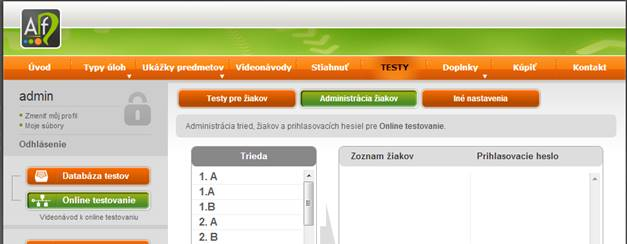 Alf
Úvod Typy úloh Ukážky predmetov Videonávody Stiahnuť TESTY Doplnky Kúpiť Kontakt
admin
Zmeniť môj profil
Moje súbory
Odhlásenie
Databáza testov
Online testovanie
Videonávod k online testovaniu
Testy pre žiakov Administrácia žiakov Iné nastavenia
Administrácia tried, žiakov a prihlasovacích hesiel pre Online testovanie.
Trieda
1. A
1.A
1.B
2. A
2. B
Zoznam žiakov Prihlasovacie heslo